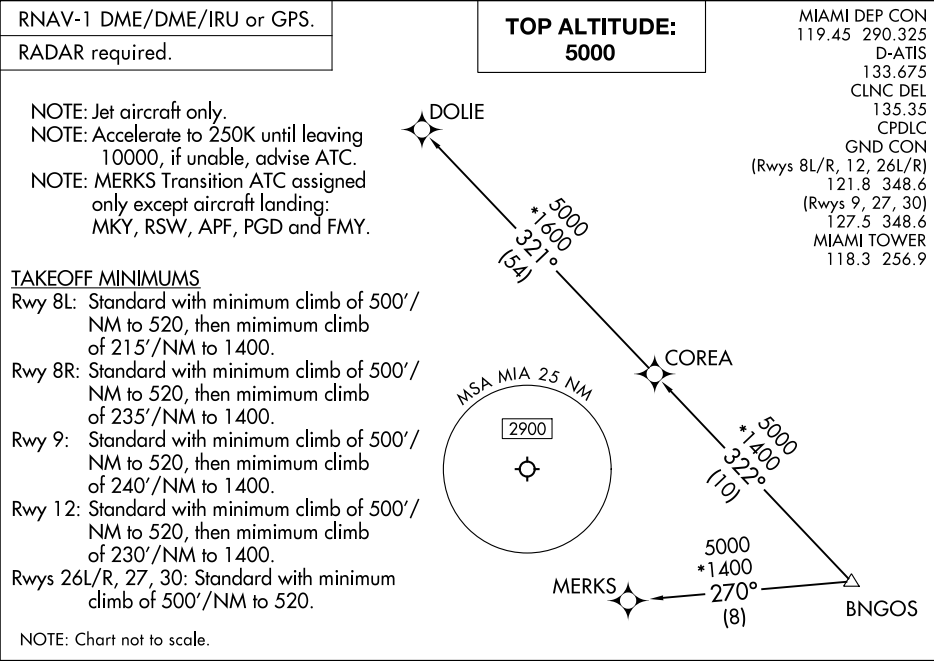 RNAV-1 DME/DME/IRU or GPS.
RADAR required.
TOP ALTITUDE:
5000
MIAMI DEP CON
119.45 290.325
D-ATIS
133.675
CLNC DEL
135.35
CPDLC
GND CON
(Rwys 8L/R, 12, 26L/R)
121.8 348.6
(Rwys 9, 27, 30)
127.5 348.6
MIAMI TOWER
118.3 256.9
NOTE: Jet aircraft only.
NOTE: Accelerate to 250K until leaving
10000, if unable, advise ATC.
NOTE: MERKS Transition ATC assigned
only except aircraft landing:
MKY, RSW, APF, PGD and FMY.
TAKEOFF MINIMUMS
Rwy 8L: Standard with minimum climb of 500'/
NM to 520, then mimimum climb
of 215'/NM to 1400.
Rwy 8R: Standard with minimum climb of 500'/
NM to 520, then minimum climb
of 235'/NM to 1400.
Rwy 9: Standard with minimum climb of 500'/
NM to 520, then minimum climb
of 240'/NM to 1400.
Rwy 12: Standard with minimum climb of 500'/
NM to 520, then minimum climb
of 230'/NM to 1400.
Rwys 26L/R, 27, 30: Standard with minimum
climb of 500'/NM to 520.
NOTE: Chart not to scale.
DOLIE
5000
*1600
321°
(54)
COREA
MSA MIA 25 NM
2900
5000
*1400
322°
(10)
5000
*1400
270°
(8)
MERKS
BNGOS